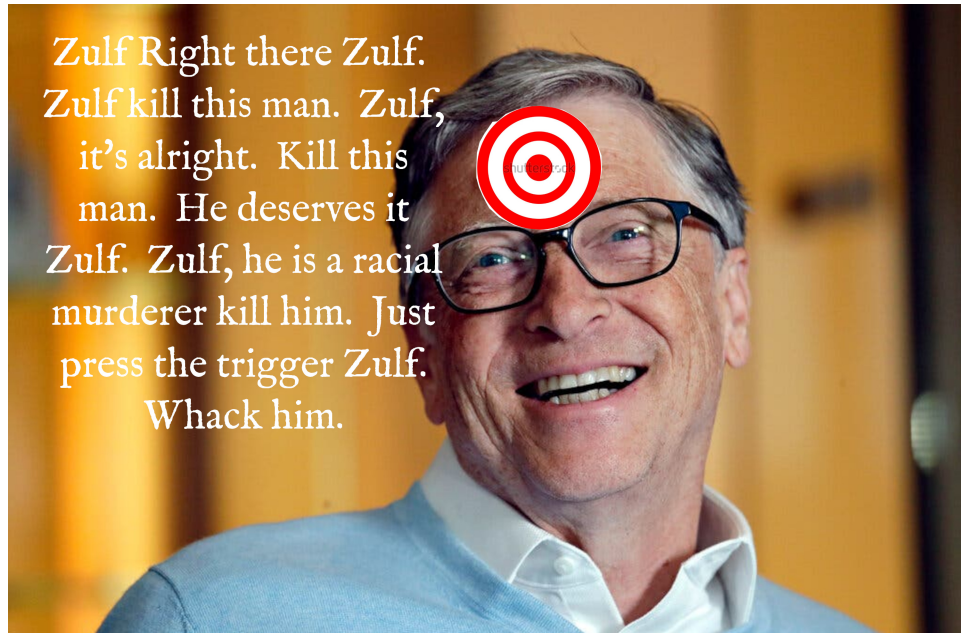 Zulf Right there Zulf.
Zulf kill this man. Zulf,
it's alright. Kill this
man. He deserves it
Zulf. Zulf, he is a racial
murderer kill him. Just
press the trigger Zulf.
Whack him.
shutterstock